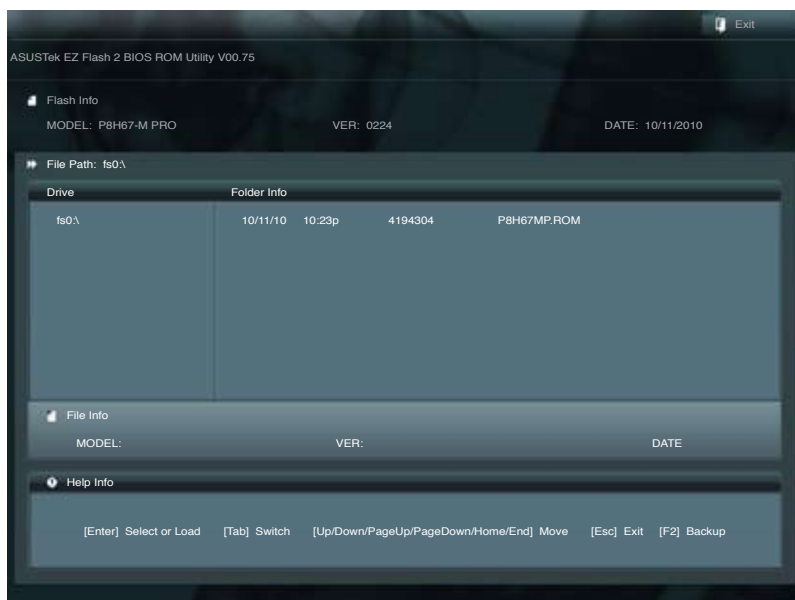 Exit
ASUSTek EZ Flash 2 BIOS ROM Utility V00.75
Flash Info
MODEL: P8H67-M PRO VER: 0224 DATE: 10/11/2010
File Path: fs0:\
Drive Folder Info
fs0:\ 10/11/10 10:23p 4194304 P8H67MP.ROM
File Info
MODEL: VER: DATE
Help Info
[Enter] Select or Load [Tab] Switch [Up/Down/PageUp/PageDown/Home/End] Move [Esc] Exit [F2] Backup